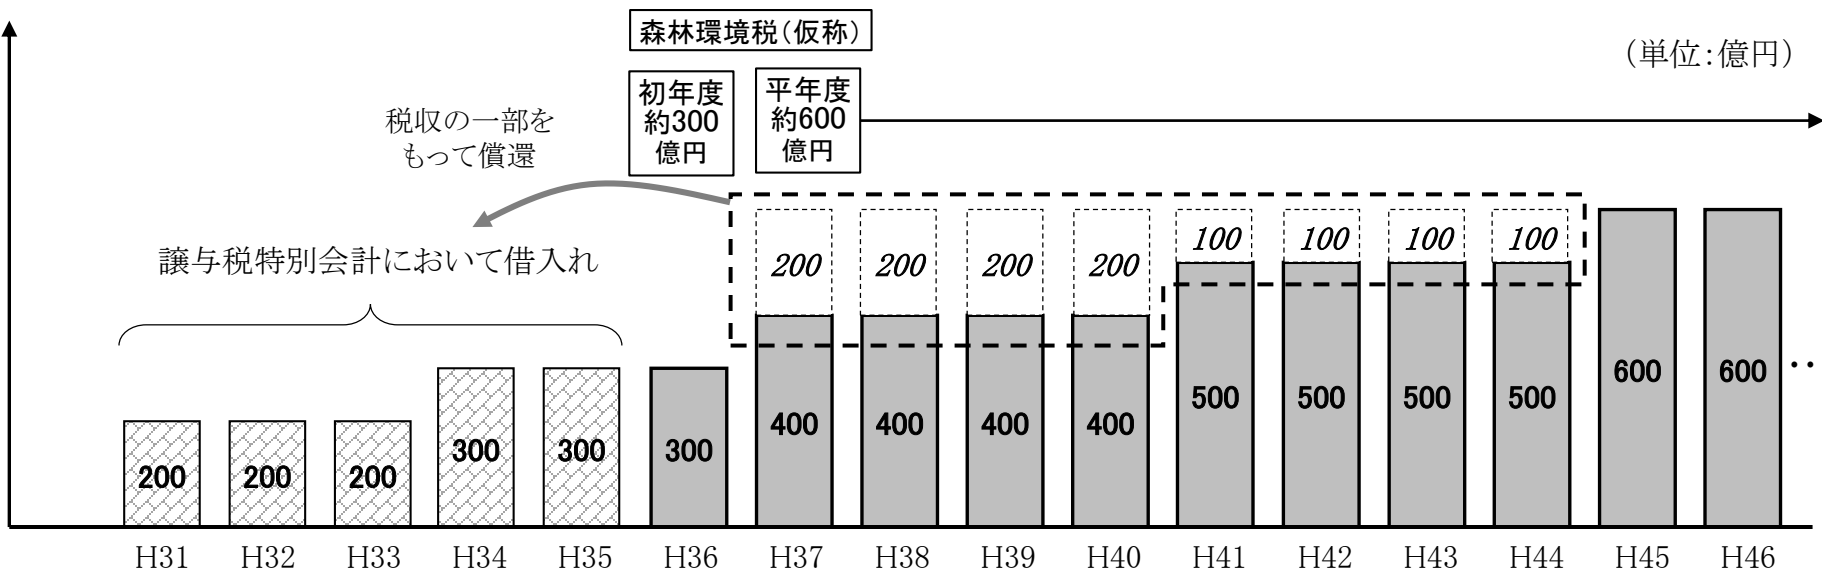 森林環境税（仮称）
（単位：億円）
初年度
約300
億円
平年度
約600
億円
税収の一部を
もって償還
譲与税特別会計において借入れ
200 200 200 200 100 100 100 100
200 200 200 300 300 300 400 400 400 400 500 500 500 500 600 600 ‥
H31 H32 H33 H34 H35 H36 H37 H38 H39 H40 H41 H42 H43 H44 H45 H46